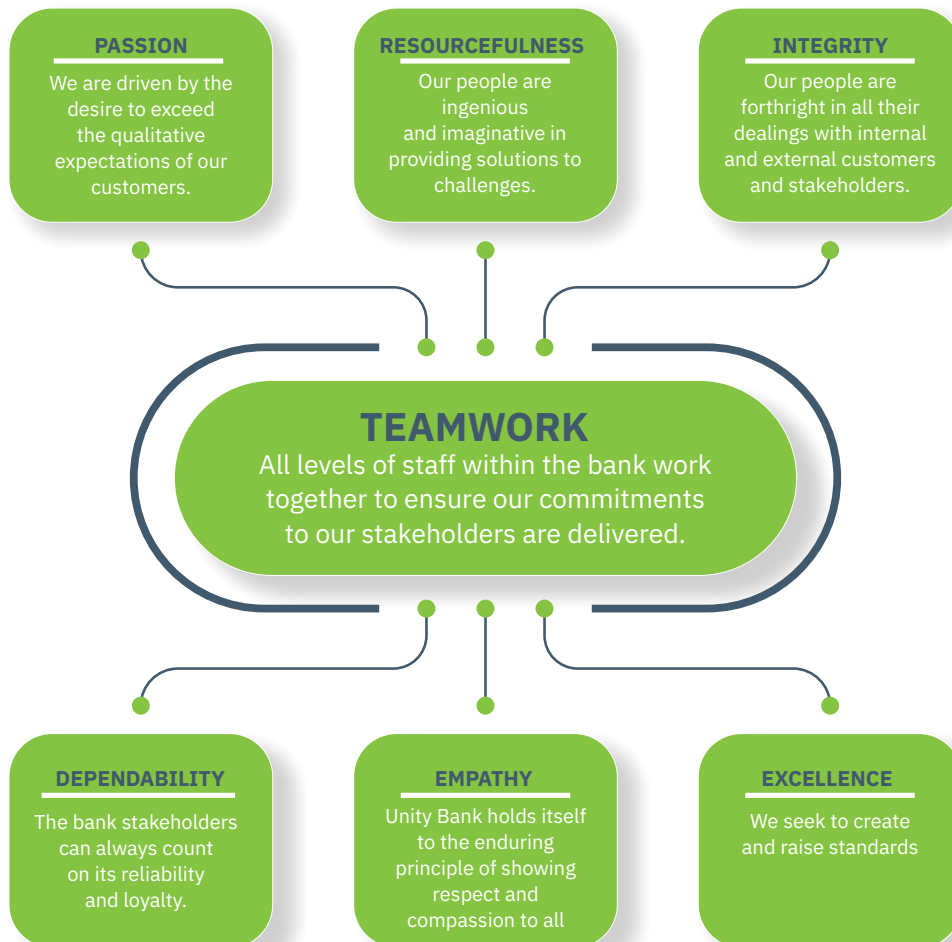 PASSION
We are driven by the
desire to exceed
the qualitative
expectations of our
customers.
RESOURCEFULNESS
Our people are
ingenious
and imaginative in
providing solutions to
challenges.
INTEGRITY
Our people are
forthright in all their
dealings with internal
and external customers
and stakeholders.
TEAMWORK
All levels of staff within the bank work
together to ensure our commitments
to our stakeholders are delivered.
DEPENDABILITY
The bank stakeholders
can always count
on its reliability
and loyalty.
EMPATHY
Unity Bank holds itself
to the enduring
principle of showing
respect and
compassion to all
EXCELLENCE
We seek to create
and raise standards